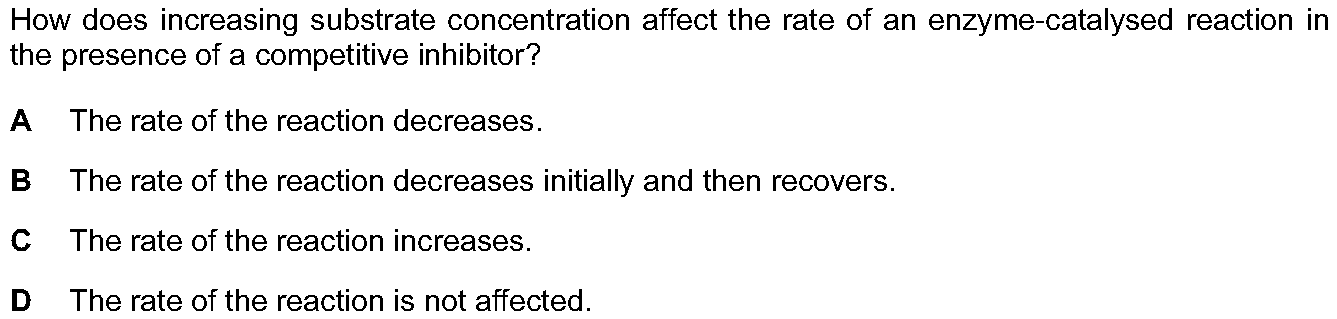 How does increasing substrate concentration affect the rate of an enzyme-catalysed reaction in
the presence of a competitive inhibitor?
A The rate of the reaction decreases.
B The rate of the reaction decreases initially and then recovers.
C The rate of the reaction increases.
D The rate of the reaction is not affected.